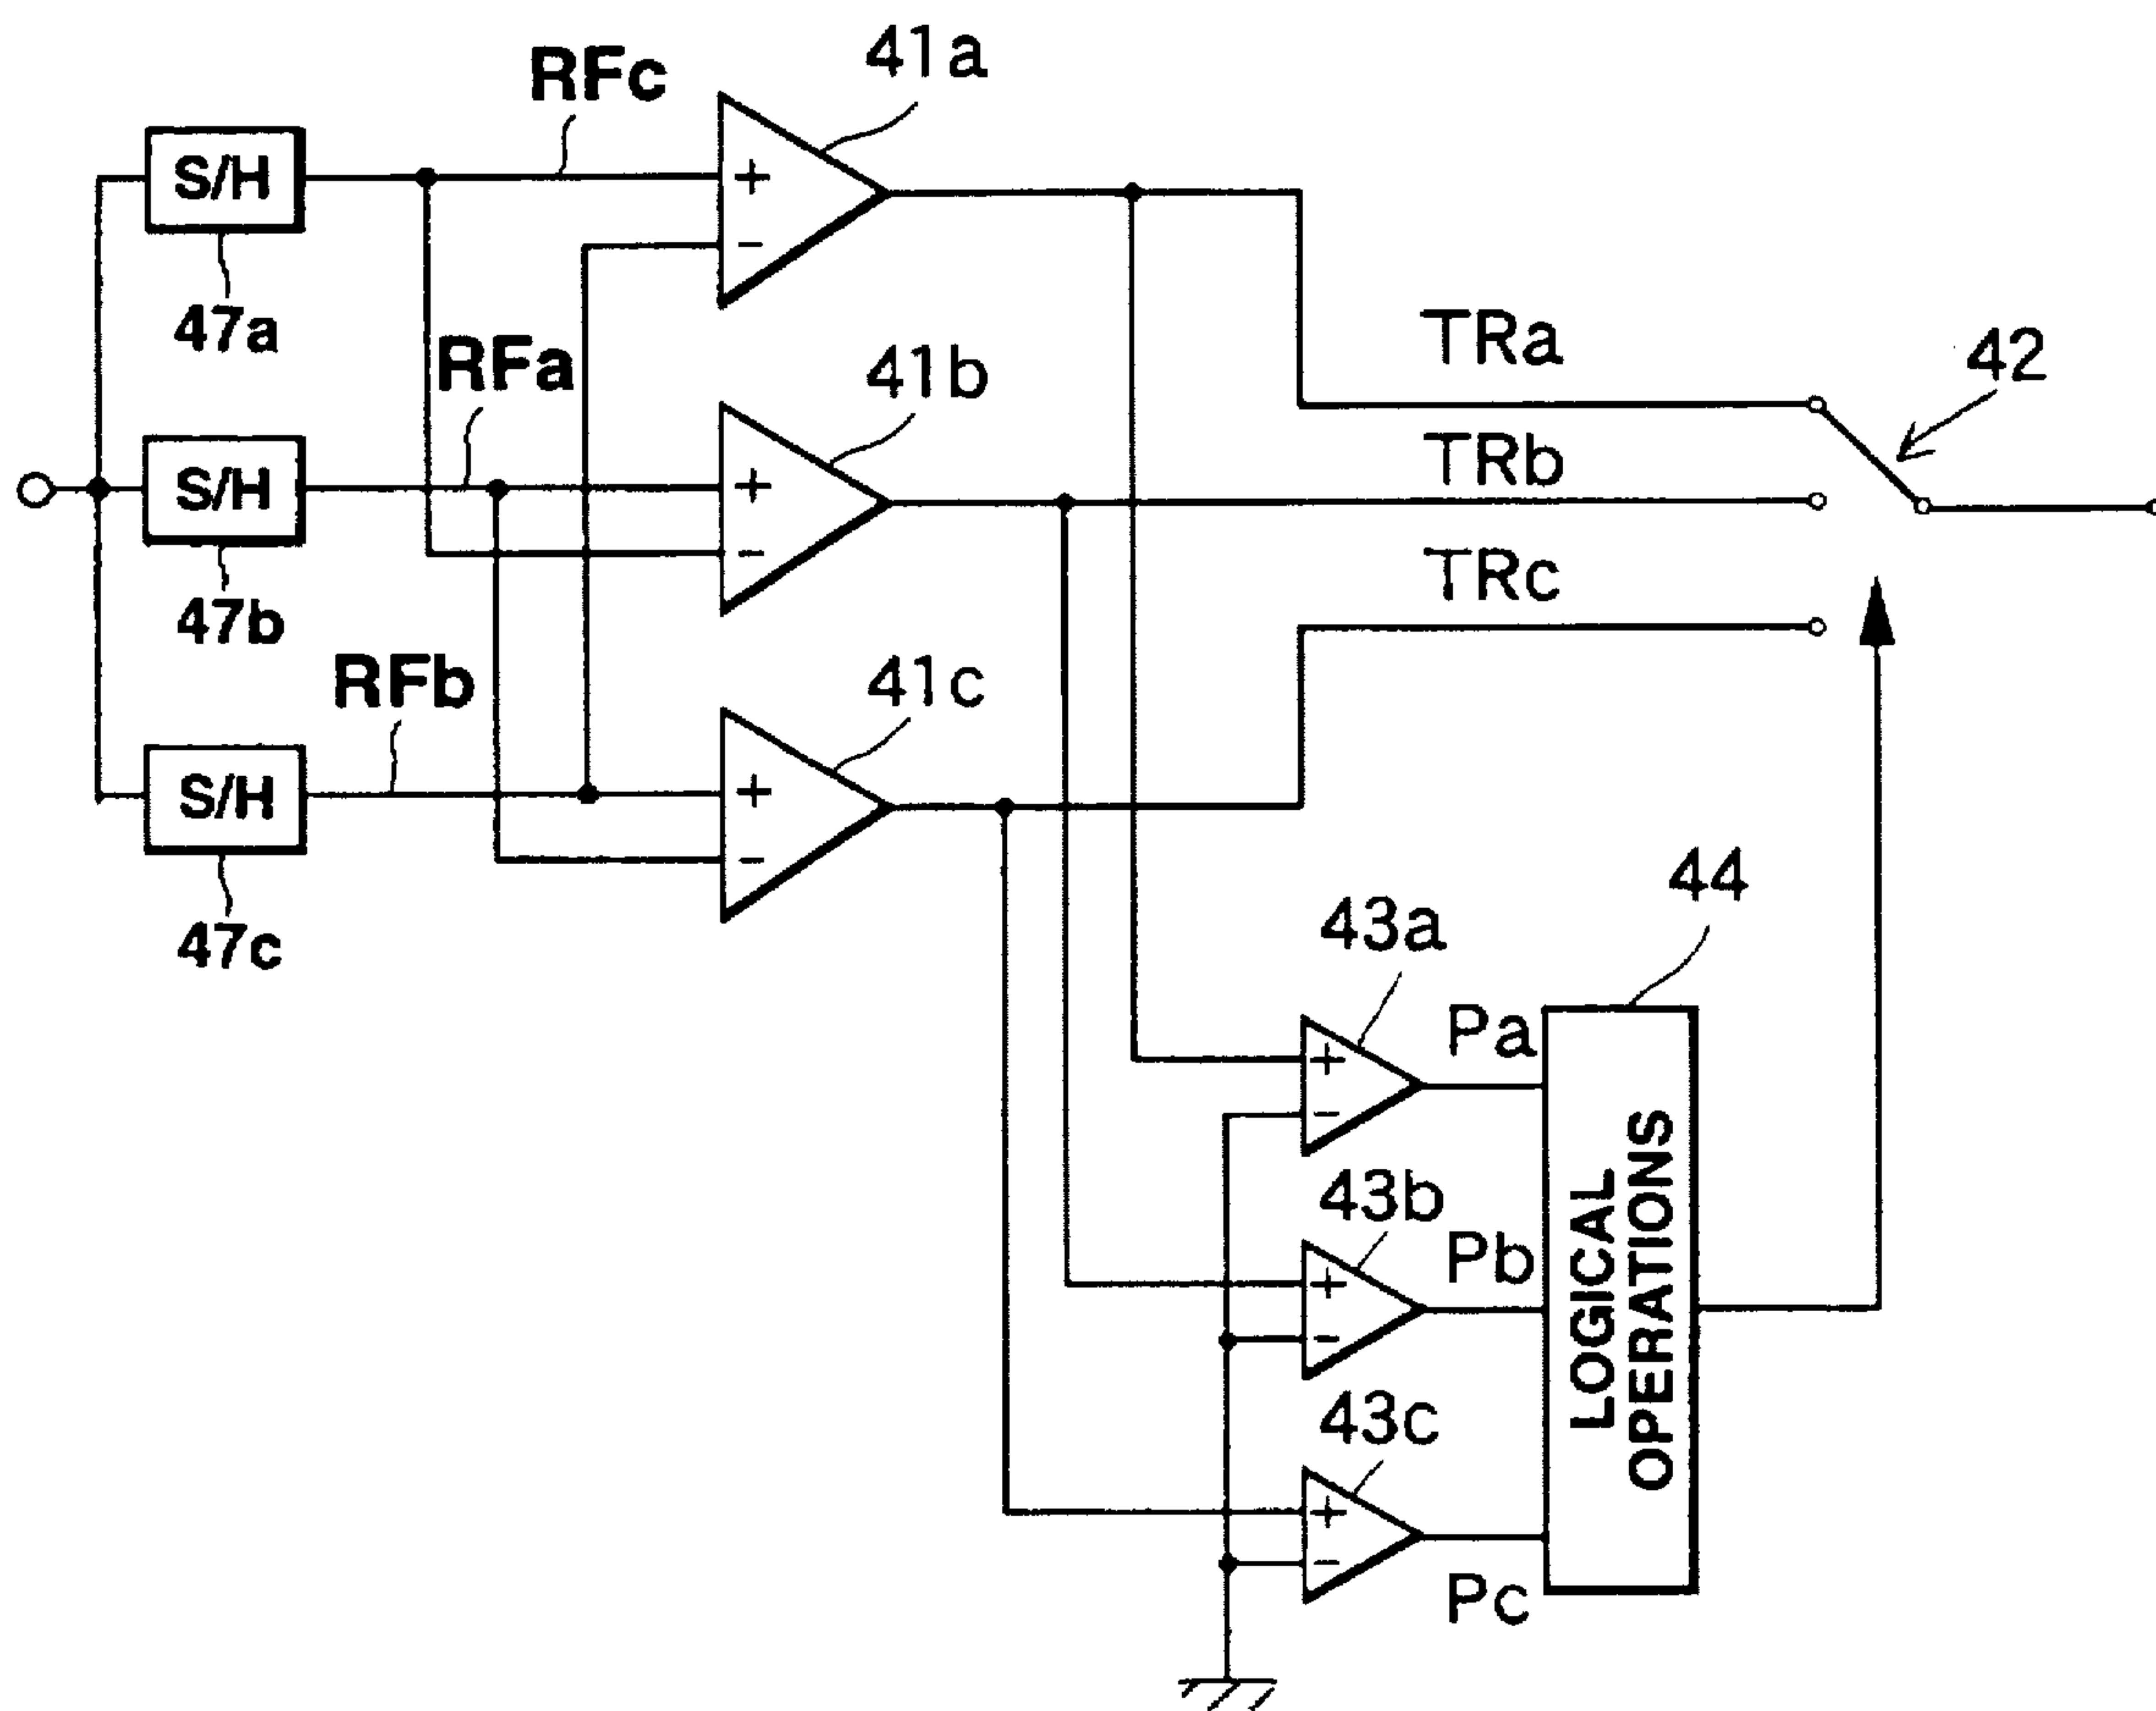 RFc
41a
S/H
47a
RFa
41b
S/H
47b
RFb
41c
S/H
47c
TRa
TRb
TRc
42
43a
Pa
44
43b
Pb
43c
Pc
LOGICAL
OPERATIONS
+
-
+
-
+
-
+
-
+
-
+
-